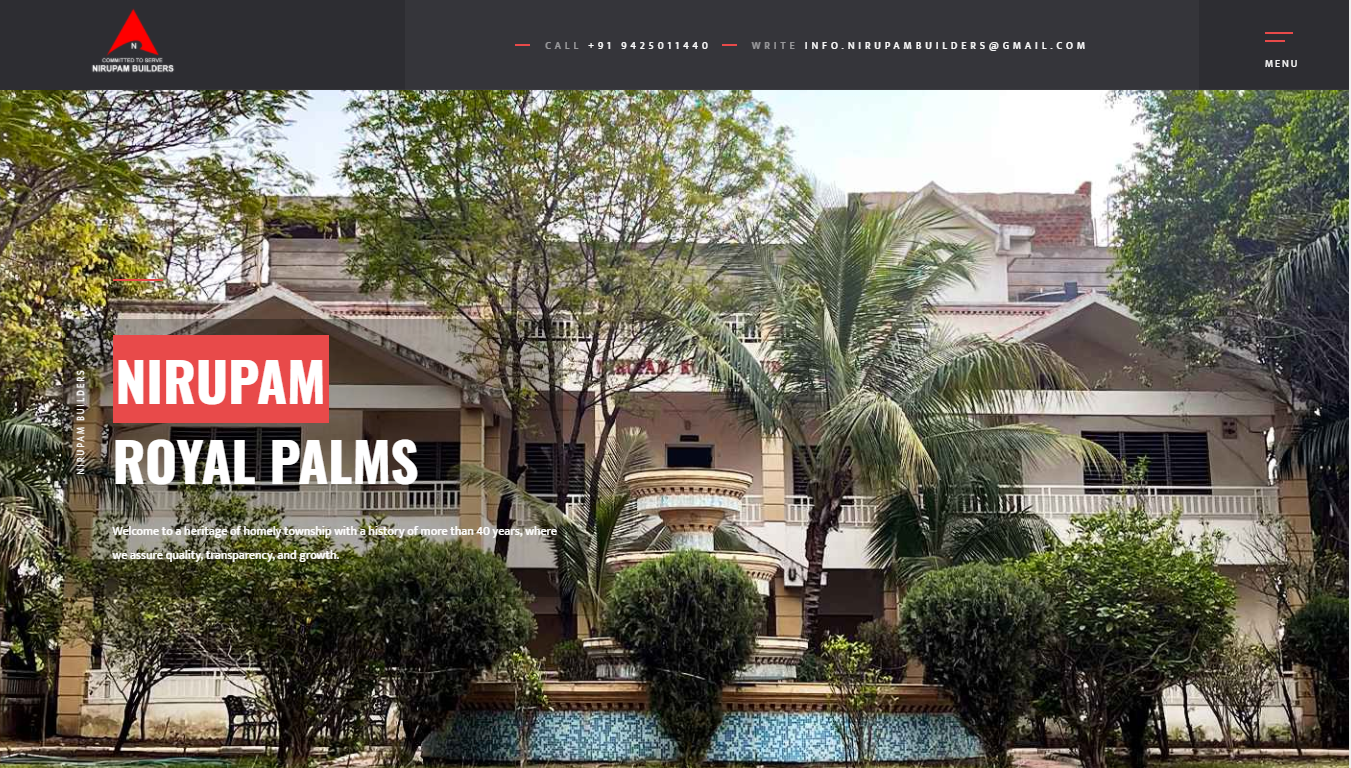 N
COMMITTED TO SERVE
NIRUPAM BUILDERS
CALL +91 9425011440 WRITE INFO.NIRUPAMBUILDERS@GMAIL.COM
MENU
NIRUPAM BUILDERS
NIRUPAM
ROYAL PALMS
Welcome to a heritage of homely township with a history of more than 40 years, where
we assure quality, transparency, and growth.
NIRUPAM